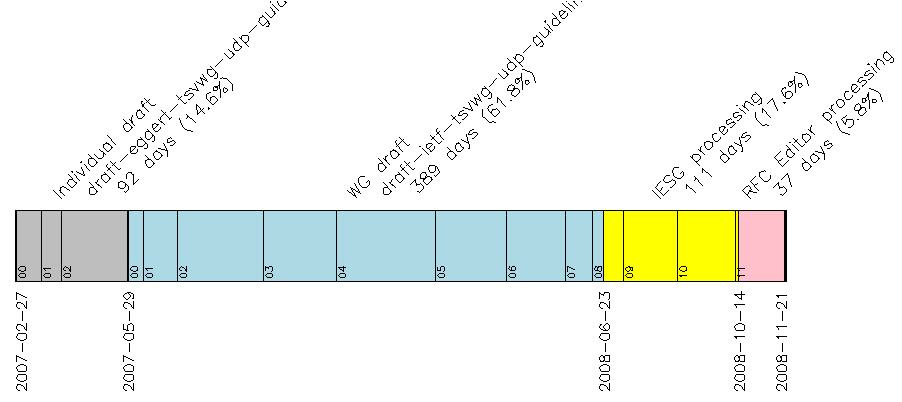 Individual draft
draft-eggert-tsvwg-udp-guid
92 days (14.6%)
WG draft
draft-ietf-tsvwg-udp-guidelin
389 days (61.8%)
IESG processing
111 days (17.6%)
RFC Editor processing
37 days (5.8%)
00 01 02 00 01 02 03 04 05 06 07 08 09 10 11
2007-02-27
2007-05-29
2008-06-23
2008-10-14
2008-11-21